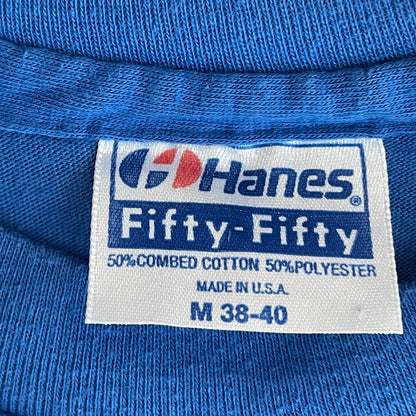 Hanes®
Fifty-Fifty
50%COMBED COTTON 50%POLYESTER
MADE IN U.S.A.
M 38-40